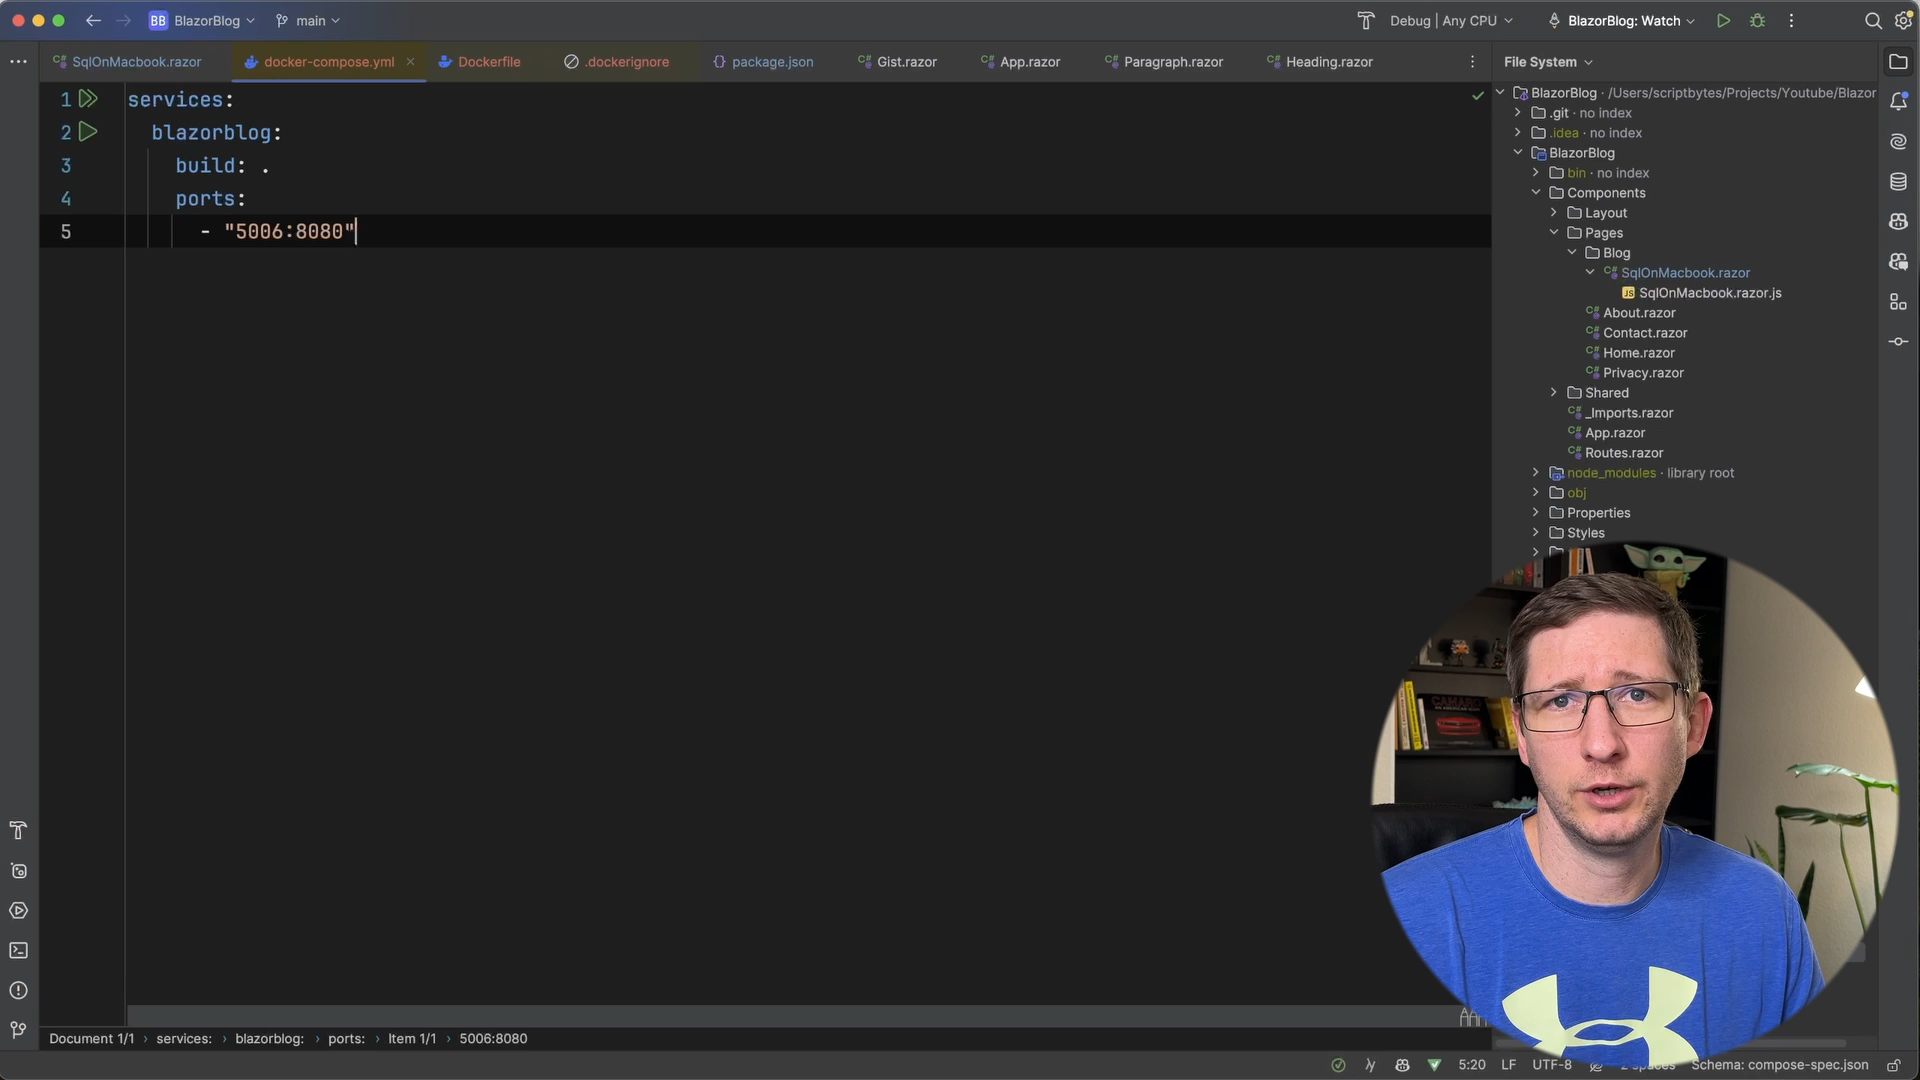 BB BlazorBlog main
Debug | Any CPU
BlazorBlog: Watch
SqlOnMacbook.razor
docker-compose.yml
Dockerfile
.dockerignore
package.json
Gist.razor
App.razor
Paragraph.razor
Heading.razor
1 services:
2 blazorblog:
3 build: .
4 ports:
5 - "5006:8080"
File System
BlazorBlog · /Users/scriptbytes/Projects/Youtube/Blazor
.git · no index
.idea · no index
BlazorBlog
bin · no index
Components
Layout
Pages
Blog
SqlOnMacbook.razor
JS SqlOnMacbook.razor.js
About.razor
Contact.razor
Home.razor
Privacy.razor
Shared
_Imports.razor
App.razor
Routes.razor
node_modules · library root
obj
Properties
Styles
CAMARO
Document 1/1 › services: › blazorblog: › ports: › Item 1/1 › 5006:8080
5:20 LF UTF-8 2 spaces Schema: compose-spec.json